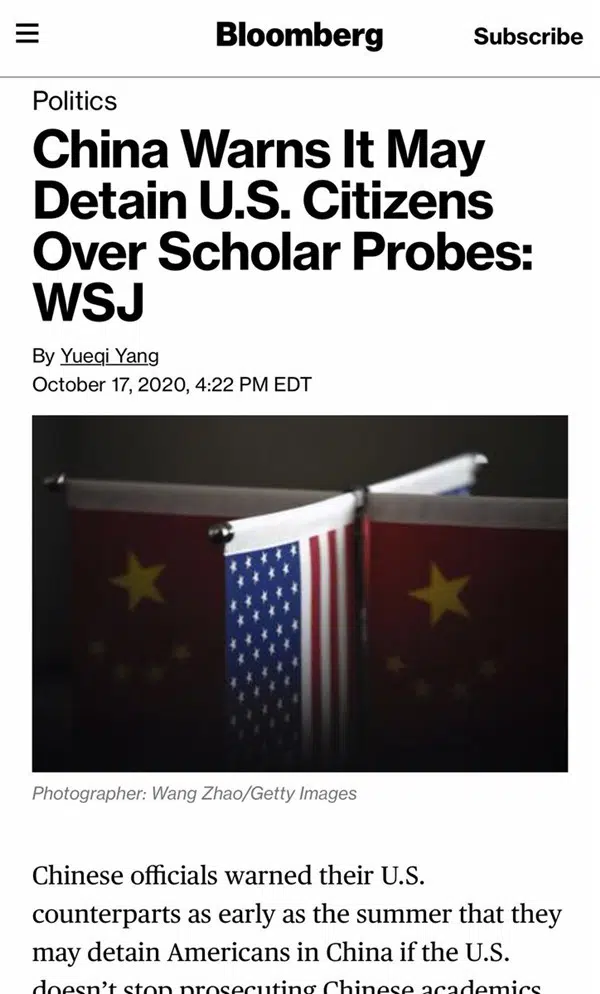 Bloomberg
Subscribe
Politics
China Warns It May
Detain U.S. Citizens
Over Scholar Probes:
WSJ
By Yueqi Yang
October 17, 2020, 4:22 PM EDT
Photographer: Wang Zhao/Getty Images
Chinese officials warned their U.S.
counterparts as early as the summer that they
may detain Americans in China if the U.S.
doesn’t stop prosecuting Chinese academics